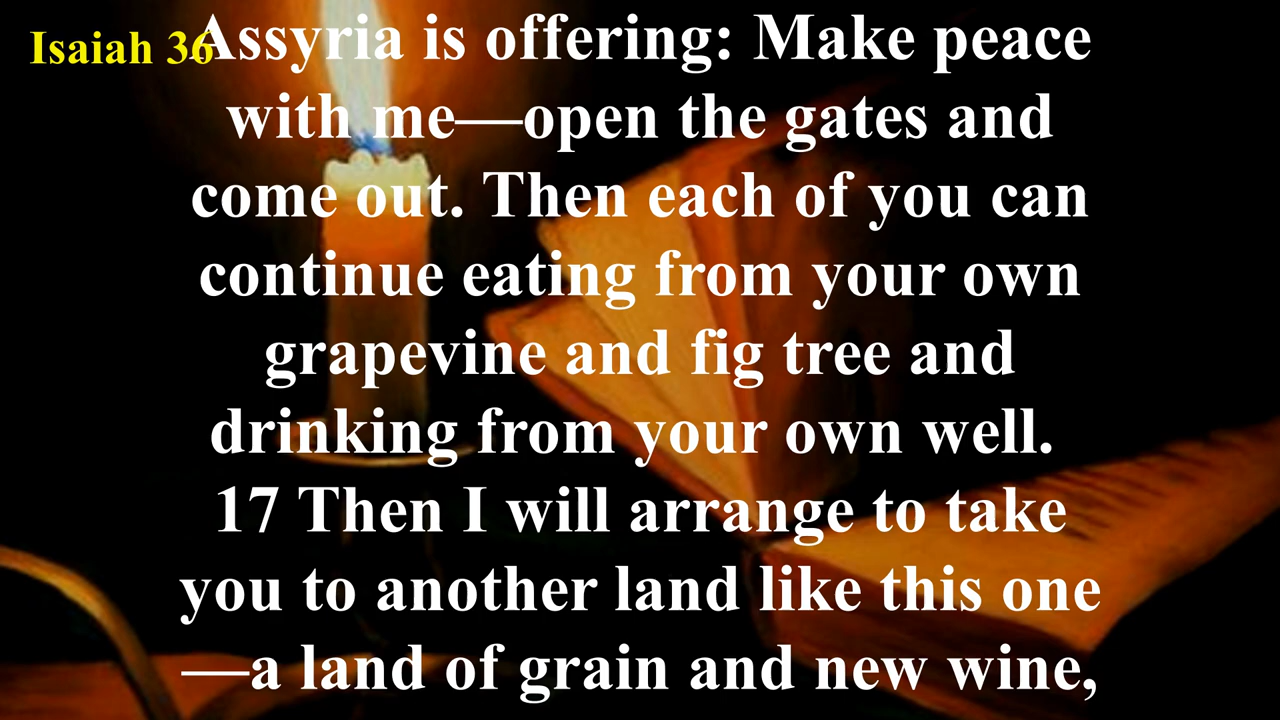 Isaiah 36
Assyria is offering: Make peace
with me—open the gates and
come out. Then each of you can
continue eating from your own
grapevine and fig tree and
drinking from your own well.
17 Then I will arrange to take
you to another land like this one
—a land of grain and new wine,